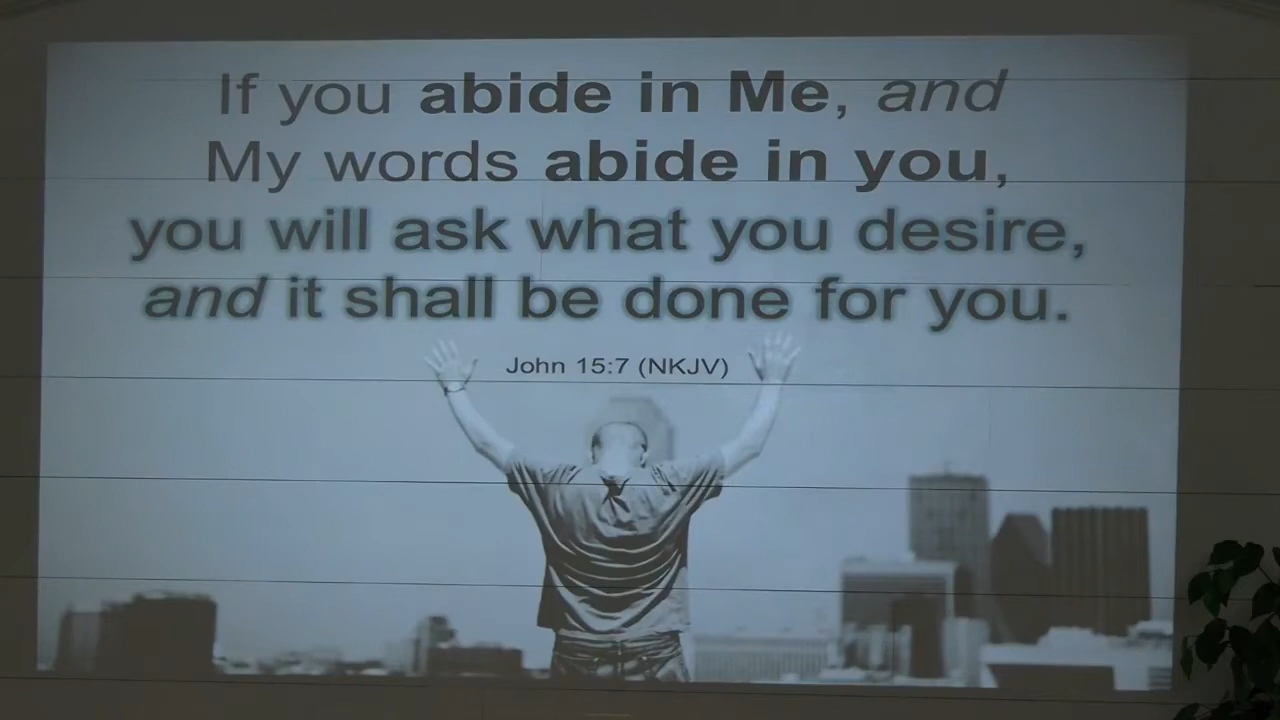 If you abide in Me, and
My words abide in you,
you will ask what you desire,
and it shall be done for you.
John 15:7 (NKJV)